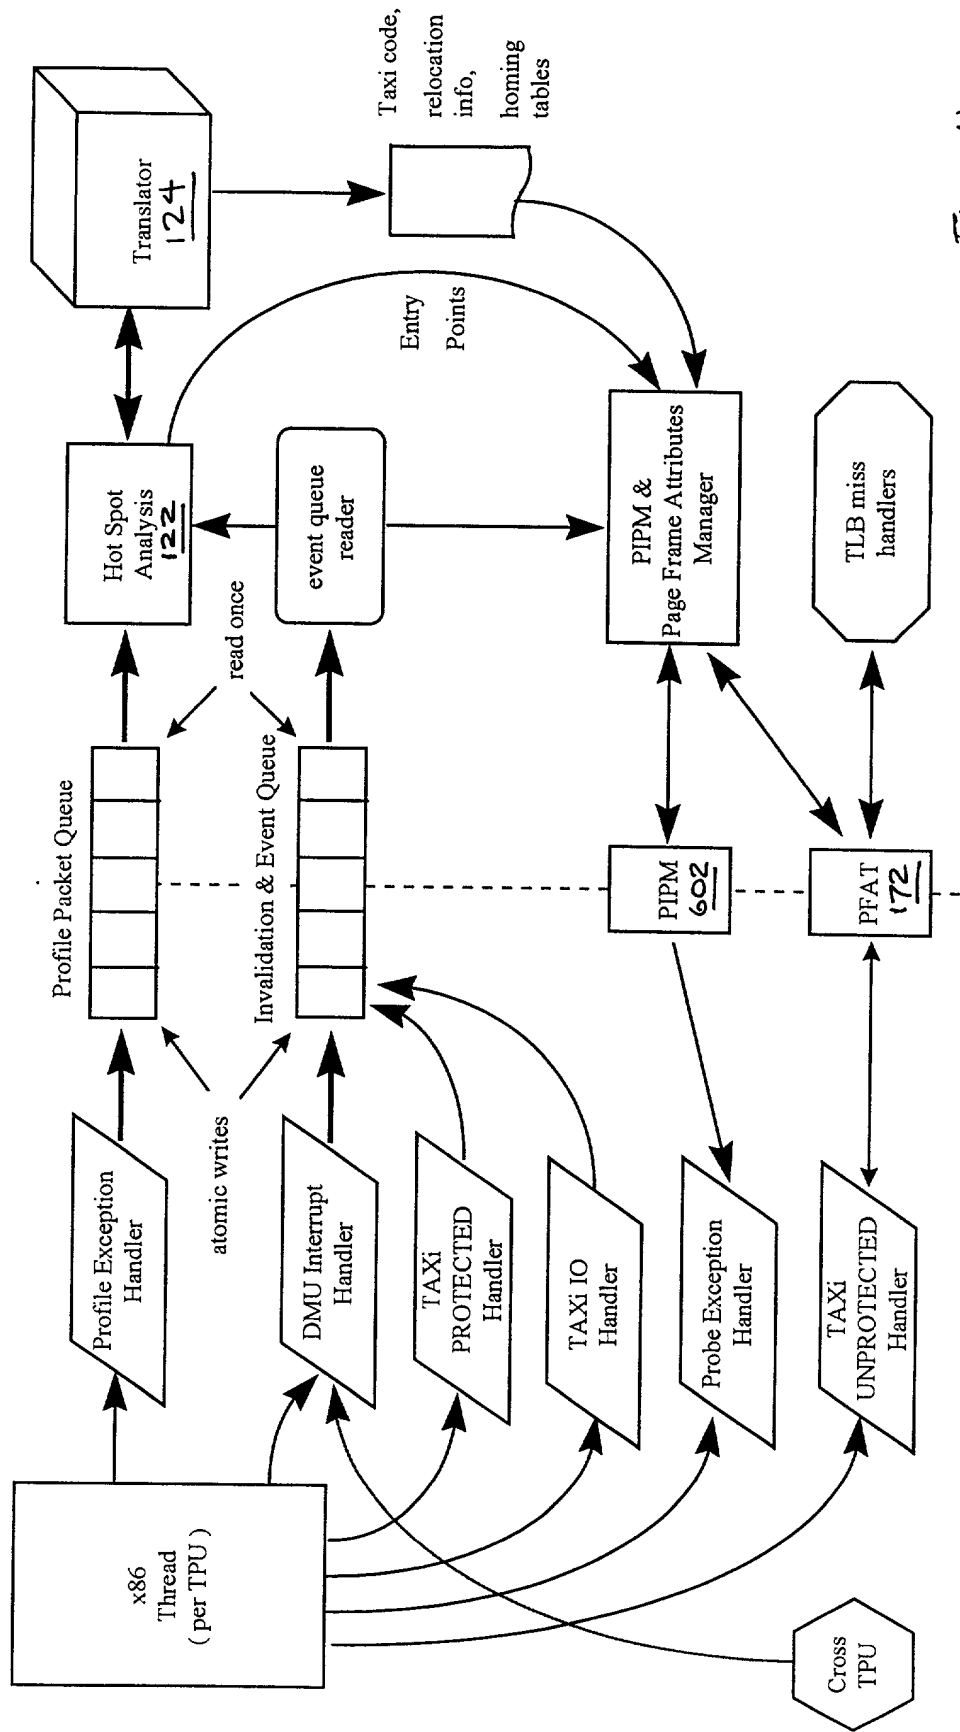 x86
Thread
( per TPU )
Cross
TPU
Profile Exception
Handler
DMU Interrupt
Handler
TAXi
PROTECTED
Handler
TAXi IO
Handler
Probe Exception
Handler
TAXi
UNPROTECTED
Handler
atomic writes
Profile Packet Queue
Invalidation & Event Queue
read once
PIPM
602
PFAT
172
Hot Spot
Analysis
122
event queue
reader
PIPM &
Page Frame Attributes
Manager
TLB miss
handlers
Entry
Points
Translator
124
Taxi code,
relocation
info,
homing
tables